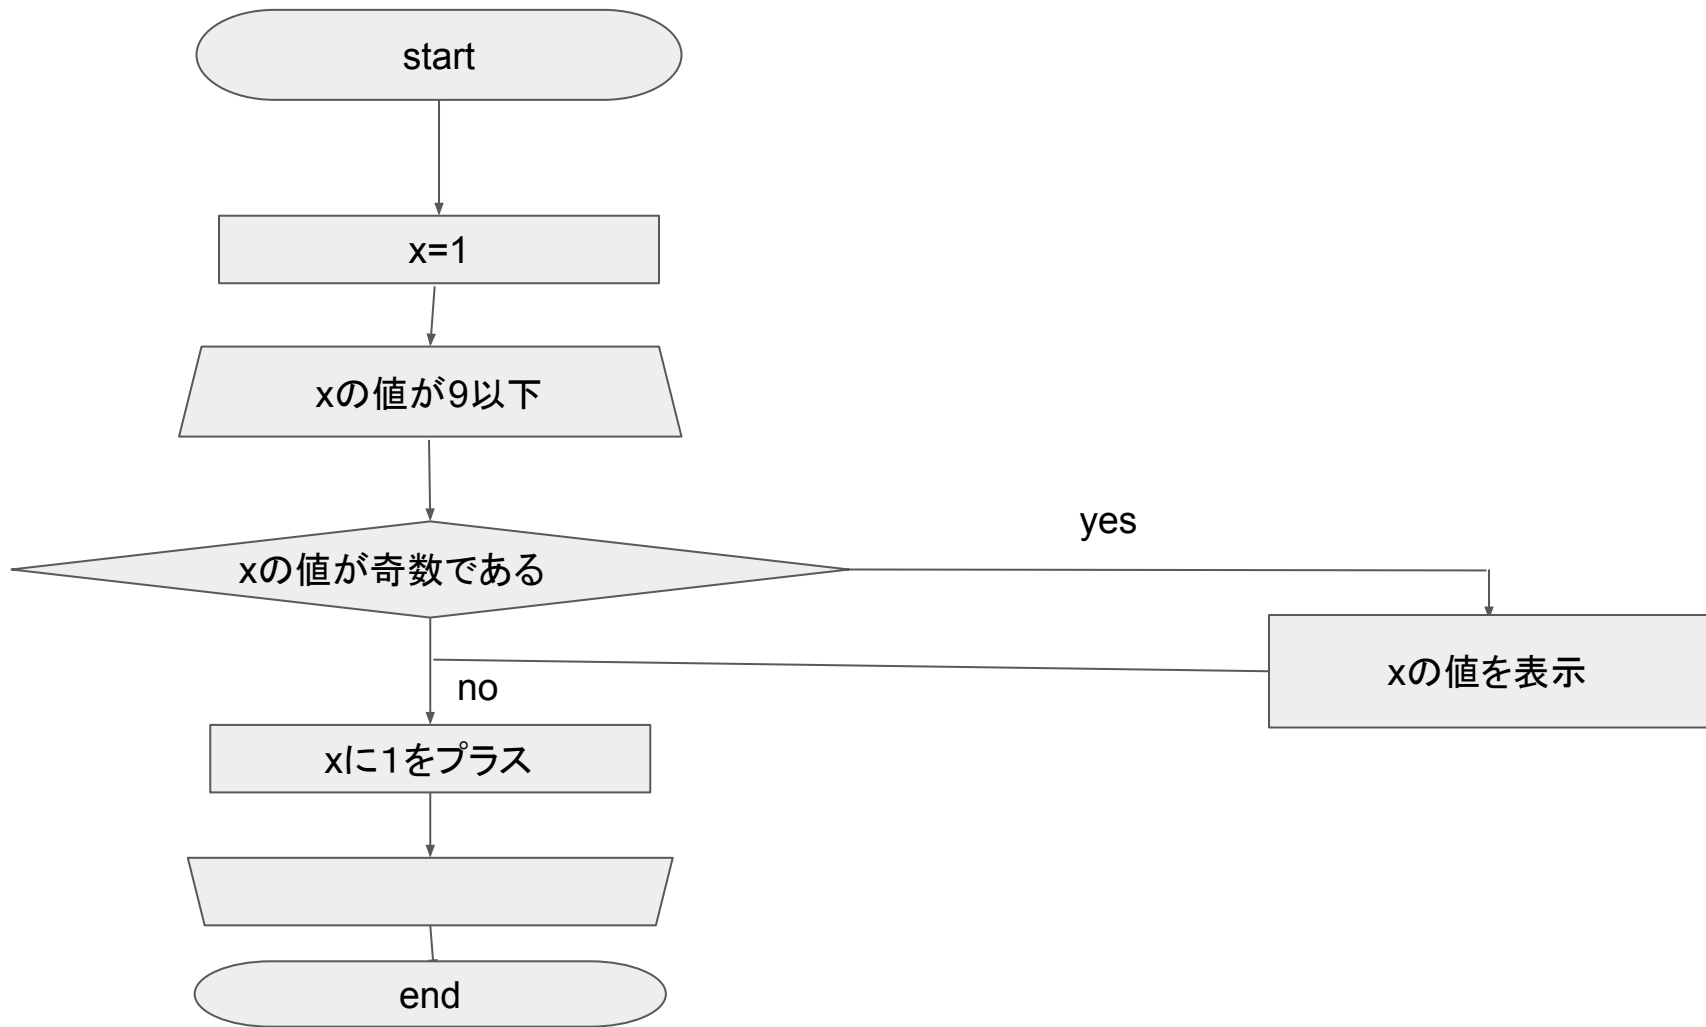 start
x=1
xの値が9以下
yes
xの値が奇数である
xの値を表示
no
xに1をプラス
end